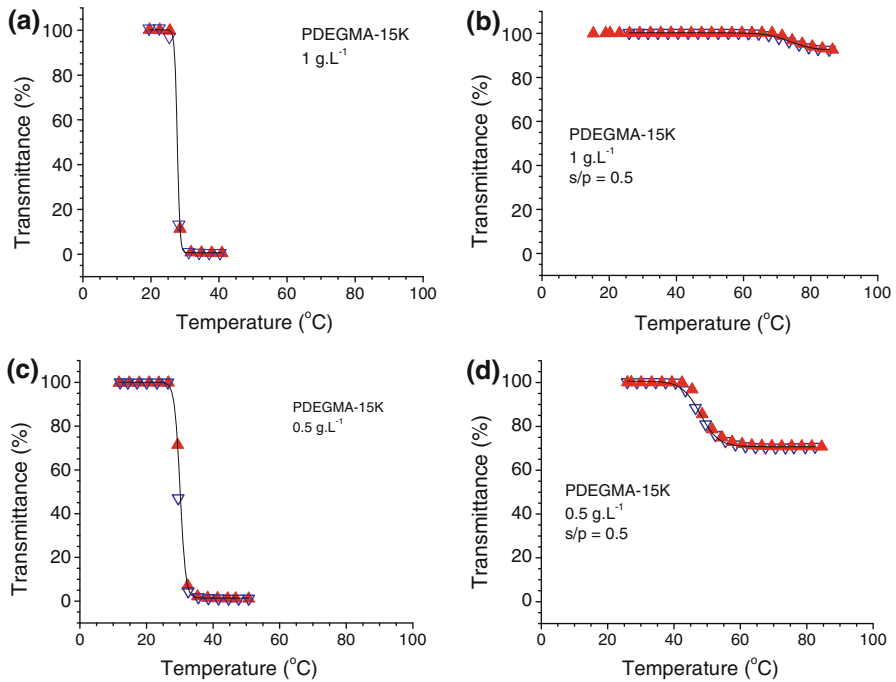 (a)
PDEGMA-15K
1 g.L⁻¹
Transmittance (%)
100
80
60
40
20
0
0 20 40 60 80 100
Temperature (°C)
(b)
PDEGMA-15K
1 g.L⁻¹
s/p = 0.5
Transmittance (%)
100
80
60
40
20
0
0 20 40 60 80 100
Temperature (°C)
(c)
PDEGMA-15K
0.5 g.L⁻¹
Transmittance (%)
100
80
60
40
20
0
0 20 40 60 80 100
Temperature (°C)
(d)
PDEGMA-15K
0.5 g.L⁻¹
s/p = 0.5
Transmittance (%)
100
80
60
40
20
0
0 20 40 60 80 100
Temperature (°C)